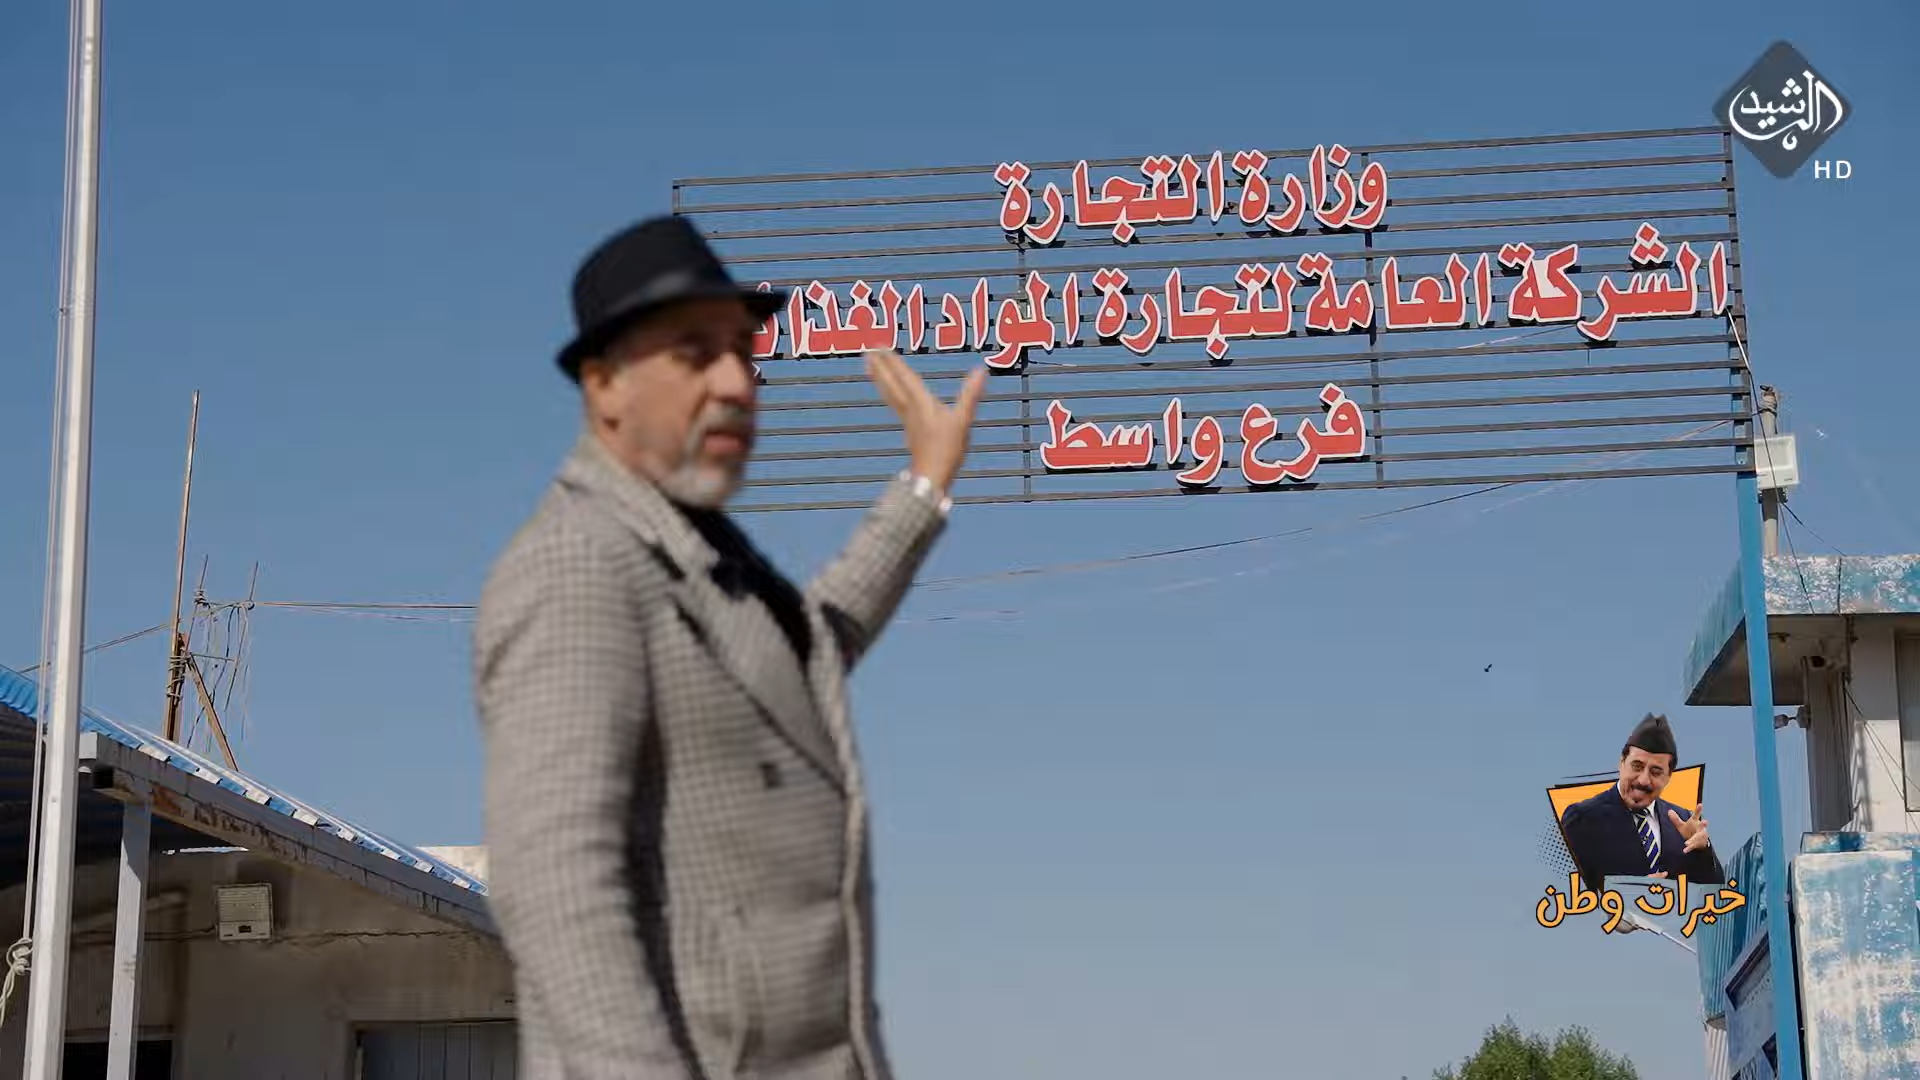 الرشيد
HD
وزارة التجارة
الشركة العامة لتجارة المواد
فرع واسط
خيرات وطن